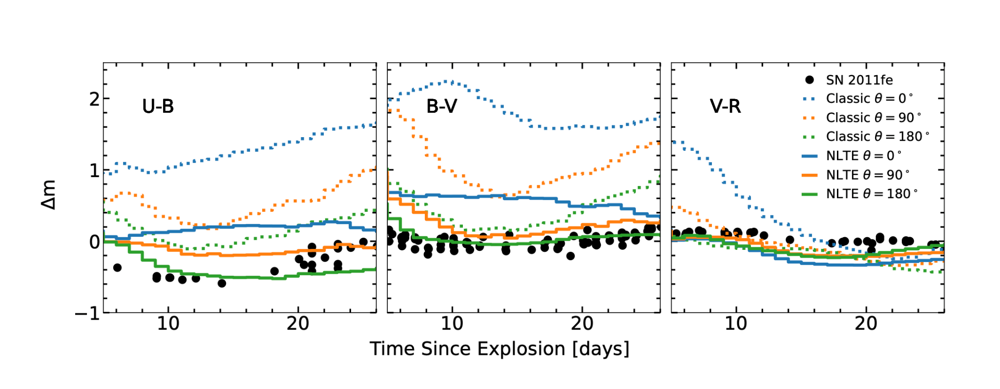 U-B
B-V
V-R
SN 2011fe
Classic θ = 0°
Classic θ = 90°
Classic θ = 180°
NLTE θ = 0°
NLTE θ = 90°
NLTE θ = 180°
Δm
2
1
0
−1
10 20 10 20 10 20
Time Since Explosion [days]